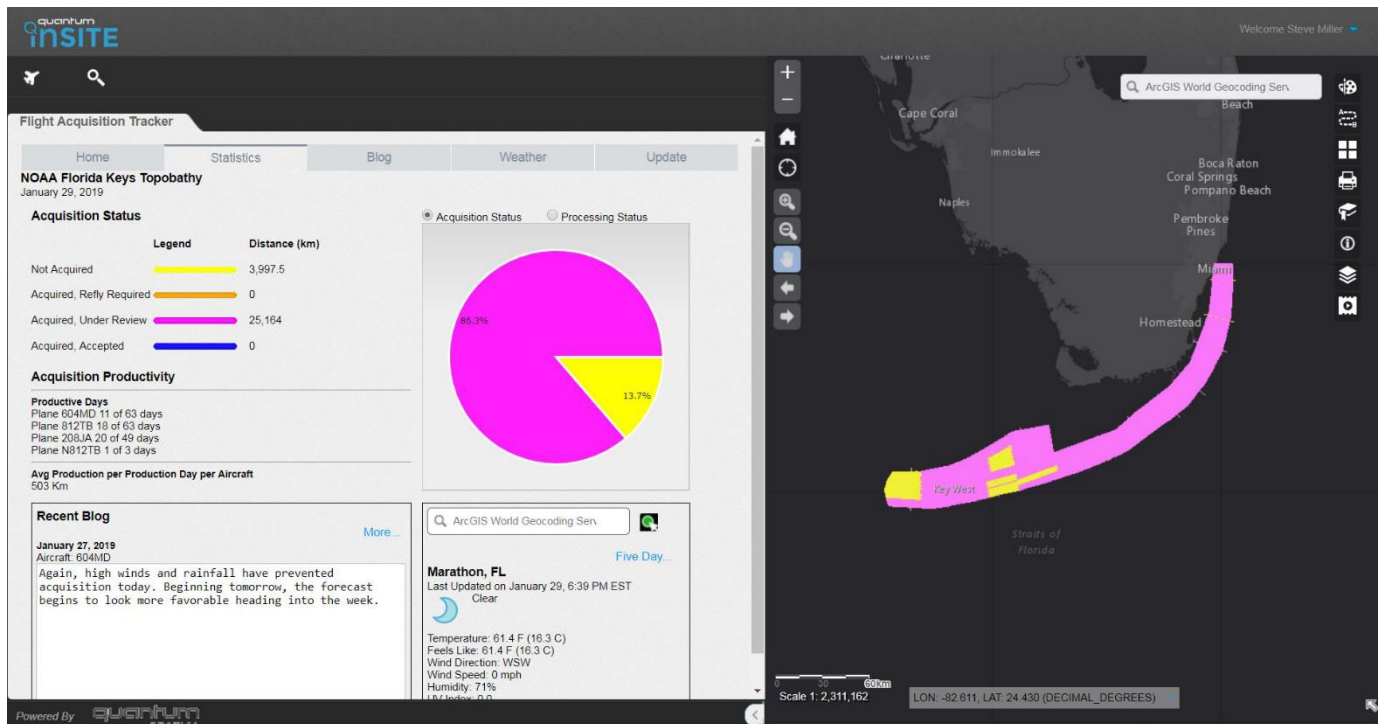 quantum
inSITE
Welcome Steve Miller
Flight Acquisition Tracker
Home Statistics Blog Weather Update
NOAA Florida Keys Topobathy
January 29, 2019
Acquisition Status
Legend Distance (km)
Not Acquired 3,997.5
Acquired, Refly Required 0
Acquired, Under Review 25,164
Acquired, Accepted 0
Acquisition Productivity
Productive Days
Plane 604MD 11 of 63 days
Plane 812TB 18 of 63 days
Plane 208JA 20 of 49 days
Plane N812TB 1 of 3 days
Avg Production per Production Day per Aircraft
503 Km
Acquisition Status Processing Status
86.3%
13.7%
Recent Blog
More...
January 27, 2019
Aircraft: 604MD
Again, high winds and rainfall have prevented
acquisition today. Beginning tomorrow, the forecast
begins to look more favorable heading into the week.
ArcGIS World Geocoding Serv
Five Day...
Marathon, FL
Last Updated on January 29, 6:39 PM EST
Clear
Temperature: 61.4 F (16.3 C)
Feels Like: 61.4 F (16.3 C)
Wind Direction: WSW
Wind Speed: 0 mph
Humidity: 71%
UV Index: 0.0
Powered By quantum
SPATIAL
ArcGIS World Geocoding Serv
Charlotte
Cape Coral
Beach
Immokalee
Boca Raton
Coral Springs
Pompano Beach
Naples
Pembroke
Pines
Miami
Homestead
Key West
Straits of
Florida
0 30 60km
Scale 1: 2,311,162
LON: -82.611, LAT: 24.430 (DECIMAL_DEGREES)